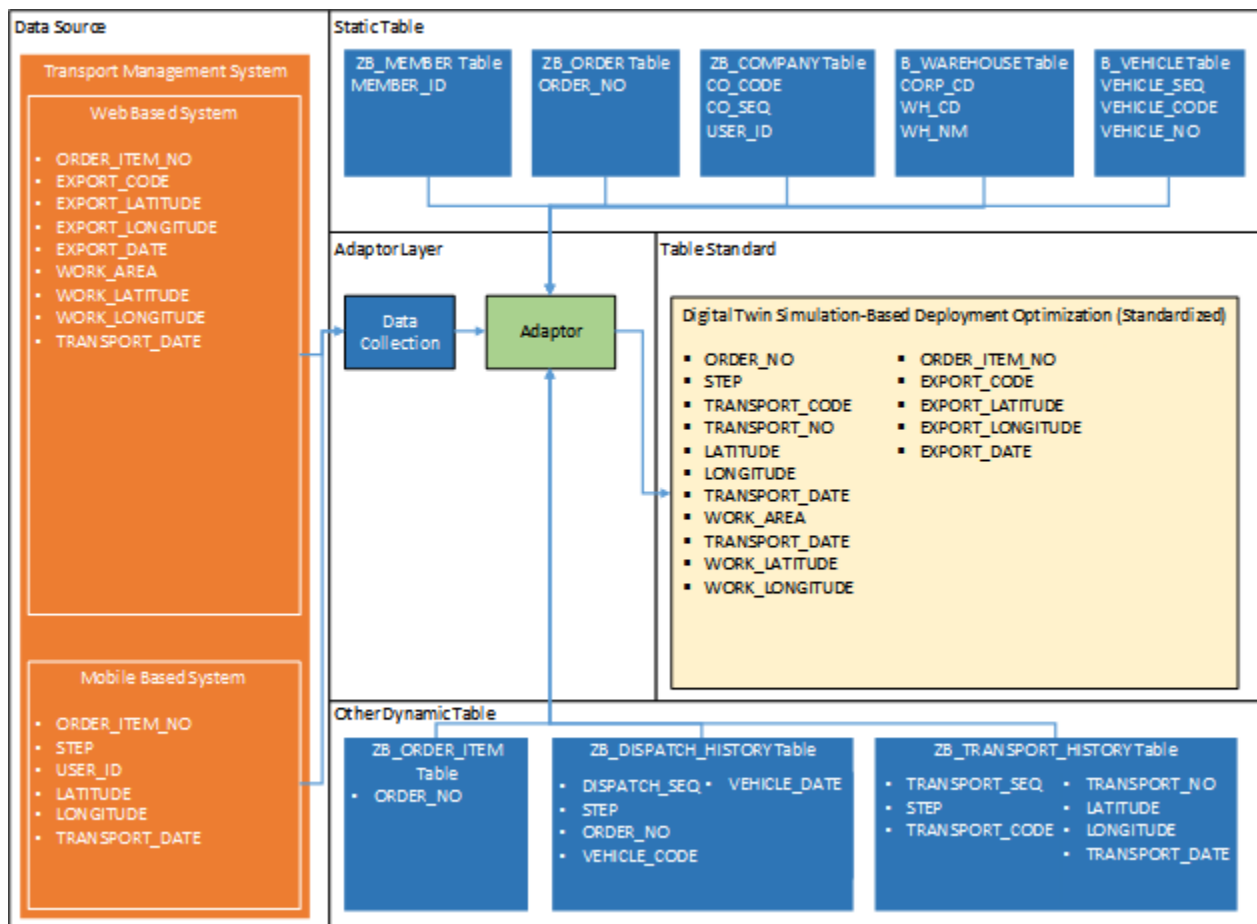 Data Source
Transport Management System
Web Based System
• ORDER_ITEM_NO
• EXPORT_CODE
• EXPORT_LATITUDE
• EXPORT_LONGITUDE
• EXPORT_DATE
• WORK_AREA
• WORK_LATITUDE
• WORK_LONGITUDE
• TRANSPORT_DATE
Mobile Based System
• ORDER_ITEM_NO
• STEP
• USER_ID
• LATITUDE
• LONGITUDE
• TRANSPORT_DATE
Static Table
ZB_MEMBER Table
MEMBER_ID
ZB_ORDER Table
ORDER_NO
ZB_COMPANY Table
CO_CODE
CO_SEQ
USER_ID
B_WAREHOUSE Table
CORP_CD
WH_CD
WH_NM
B_VEHICLE Table
VEHICLE_SEQ
VEHICLE_CODE
VEHICLE_NO
Adaptor Layer
Data
Collection
Adaptor
Table Standard
Digital Twin Simulation-Based Deployment Optimization (Standardized)
▪ ORDER_NO
▪ STEP
▪ TRANSPORT_CODE
▪ TRANSPORT_NO
▪ LATITUDE
▪ LONGITUDE
▪ TRANSPORT_DATE
▪ WORK_AREA
▪ TRANSPORT_DATE
▪ WORK_LATITUDE
▪ WORK_LONGITUDE
▪ ORDER_ITEM_NO
▪ EXPORT_CODE
▪ EXPORT_LATITUDE
▪ EXPORT_LONGITUDE
▪ EXPORT_DATE
Other Dynamic Table
ZB_ORDER_ITEM
Table
• ORDER_NO
ZB_DISPATCH_HISTORY Table
• DISPATCH_SEQ
• STEP
• ORDER_NO
• VEHICLE_CODE
• VEHICLE_DATE
ZB_TRANSPORT_HISTORY Table
• TRANSPORT_SEQ
• STEP
• TRANSPORT_CODE
• TRANSPORT_NO
• LATITUDE
• LONGITUDE
• TRANSPORT_DATE